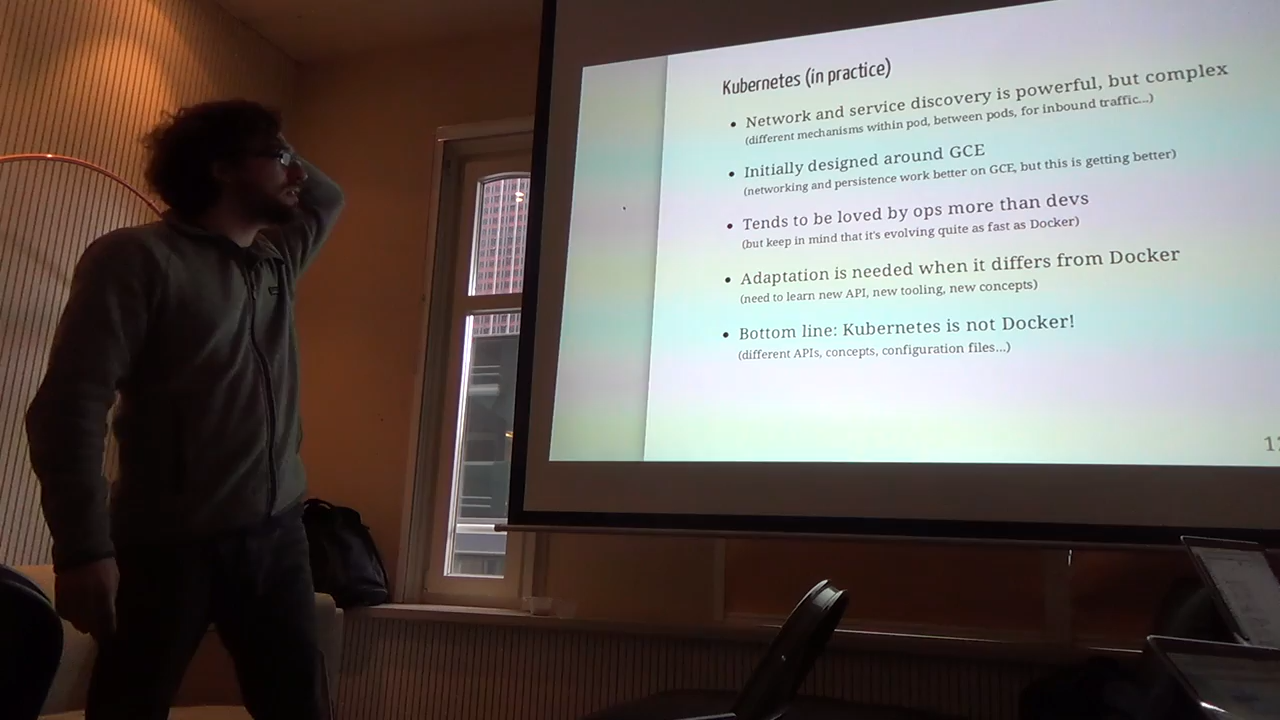 Kubernetes (in practice)
• Network and service discovery is powerful, but complex
(different mechanisms within pod, between pods, for inbound traffic...)
• Initially designed around GCE
(networking and persistence work better on GCE, but this is getting better)
• Tends to be loved by ops more than devs
(but keep in mind that it's evolving quite as fast as Docker)
• Adaptation is needed when it differs from Docker
(need to learn new API, new tooling, new concepts)
• Bottom line: Kubernetes is not Docker!
(different APIs, concepts, configuration files...)